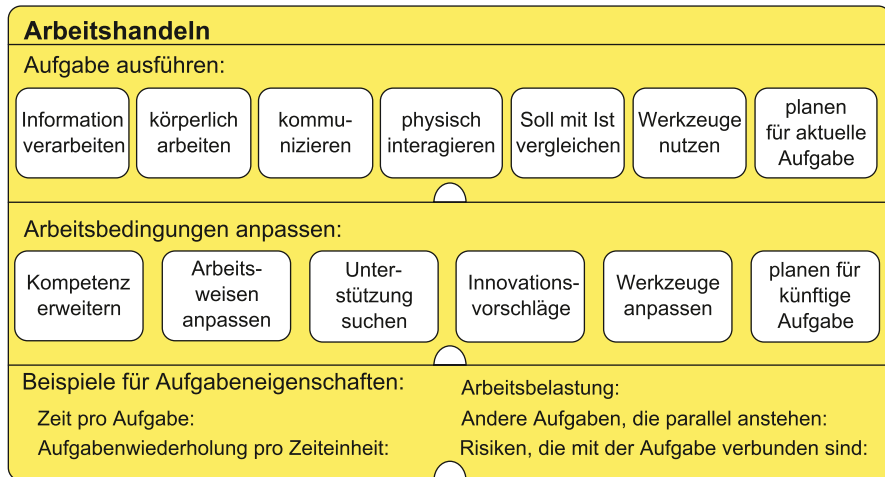 Arbeitshandeln
Aufgabe ausführen:
Information
verarbeiten
körperlich
arbeiten
kommu-
nizieren
physisch
interagieren
Soll mit Ist
vergleichen
Werkzeuge
nutzen
planen
für aktuelle
Aufgabe
Arbeitsbedingungen anpassen:
Kompetenz
erweitern
Arbeits-
weisen
anpassen
Unter-
stützung
suchen
Innovations-
vorschläge
Werkzeuge
anpassen
planen für
künftige
Aufgabe
Beispiele für Aufgabeneigenschaften:
Zeit pro Aufgabe:
Aufgabenwiederholung pro Zeiteinheit:
Arbeitsbelastung:
Andere Aufgaben, die parallel anstehen:
Risiken, die mit der Aufgabe verbunden sind: